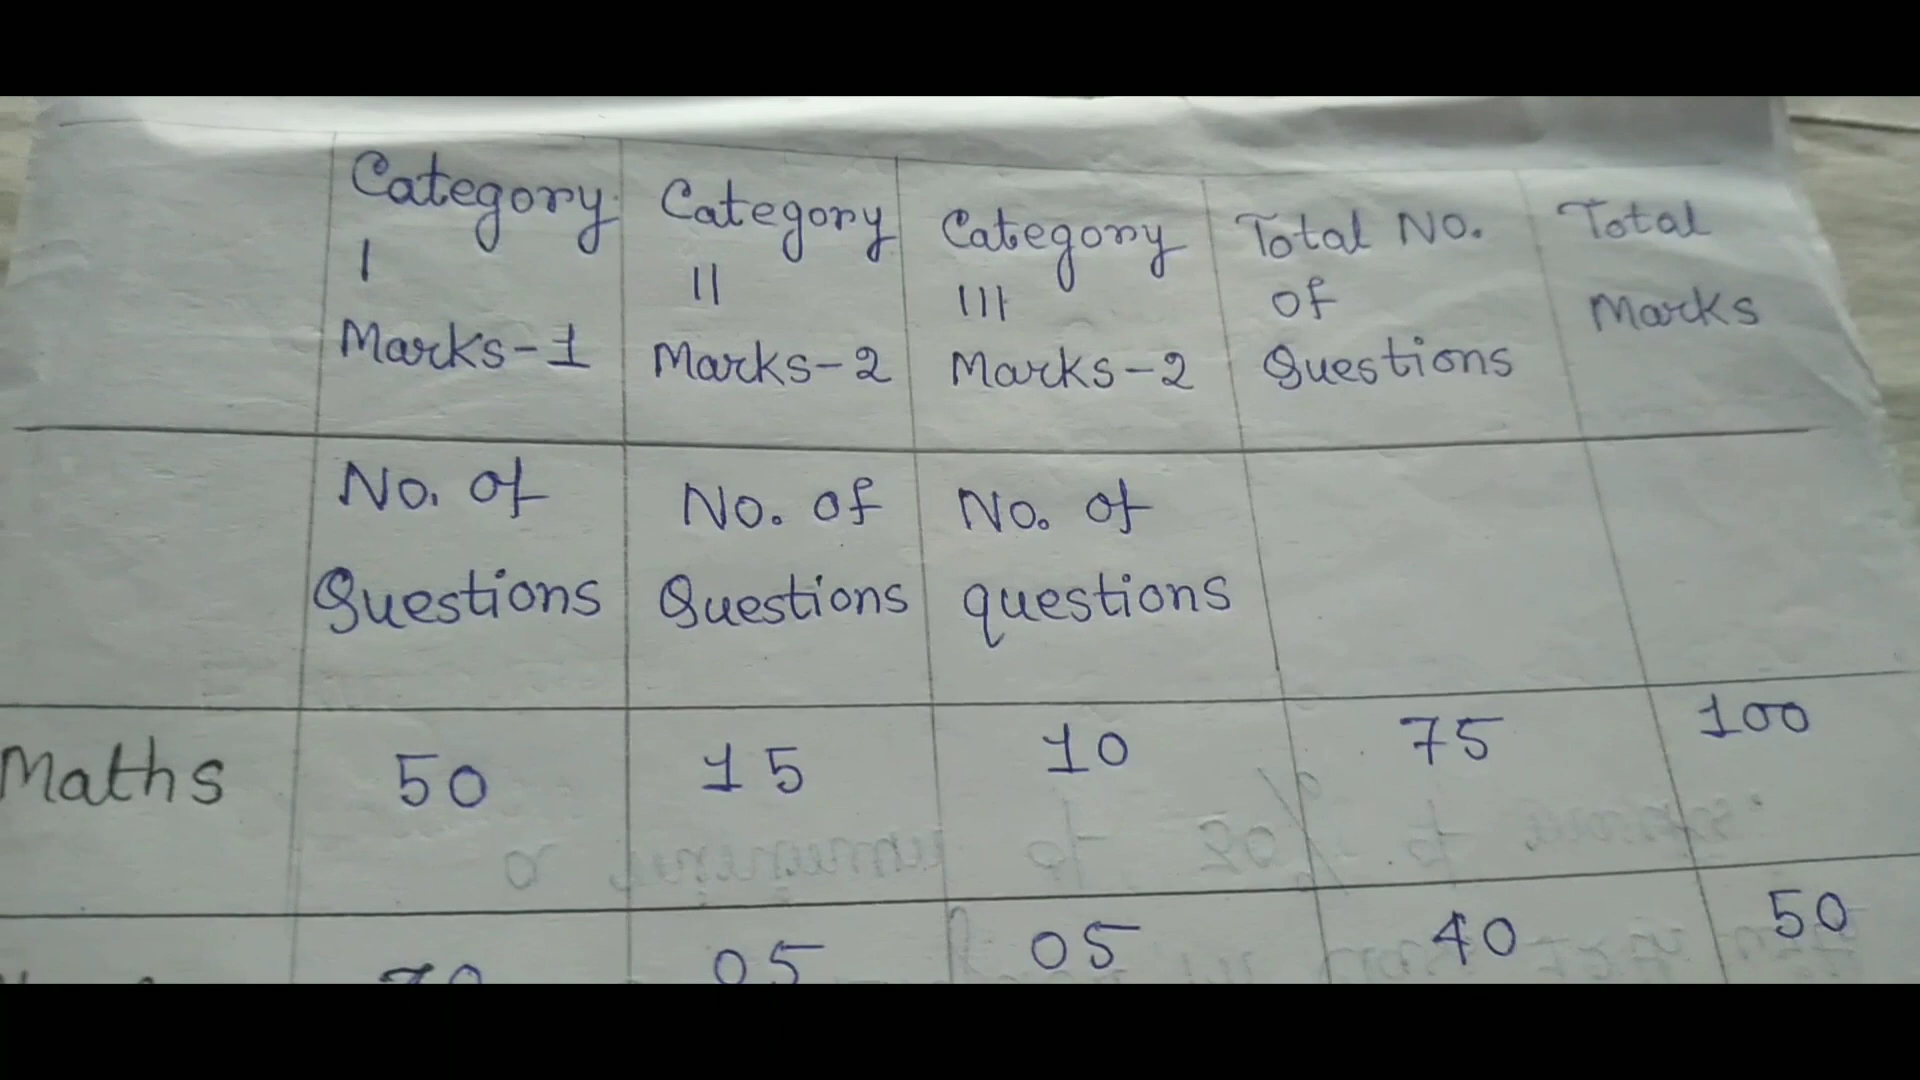 Category I Marks-1
Category II Marks-2
Category III Marks-2
Total No. of Questions
Total Marks
No. of Questions
No. of Questions
No. of questions
Maths 50 15 10 75 100
05 05 40 50